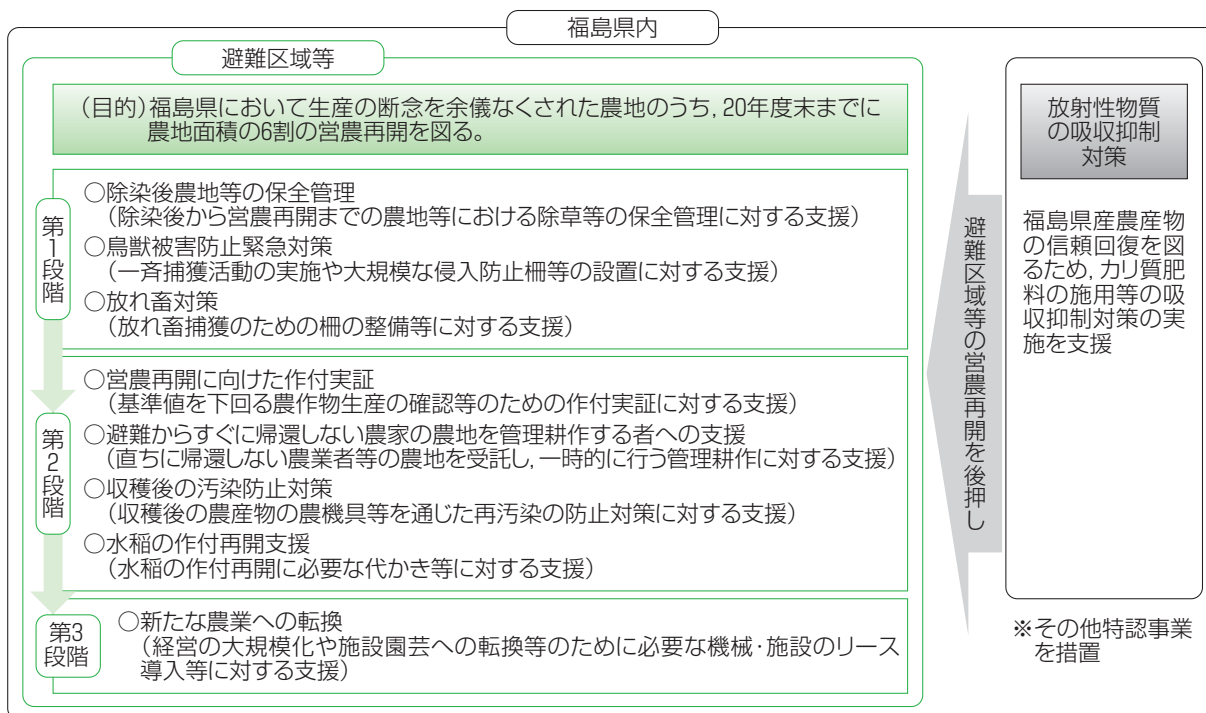 福島県内
避難区域等
(目的)福島県において生産の断念を余儀なくされた農地のうち,20年度末までに
農地面積の6割の営農再開を図る。
第1段階
○除染後農地等の保全管理
(除染後から営農再開までの農地等における除草等の保全管理に対する支援)
○鳥獣被害防止緊急対策
(一斉捕獲活動の実施や大規模な侵入防止柵等の設置に対する支援)
○放れ畜対策
(放れ畜捕獲のための柵の整備等に対する支援)
第2段階
○営農再開に向けた作付実証
(基準値を下回る農作物生産の確認等のための作付実証に対する支援)
○避難からすぐに帰還しない農家の農地を管理耕作する者への支援
(直ちに帰還しない農業者等の農地を受託し,一時的に行う管理耕作に対する支援)
○収穫後の汚染防止対策
(収穫後の農産物の農機具等を通じた再汚染の防止対策に対する支援)
○水稲の作付再開支援
(水稲の作付再開に必要な代かき等に対する支援)
第3
段階
○新たな農業への転換
(経営の大規模化や施設園芸への転換等のために必要な機械・施設のリース
導入等に対する支援)
避難区域等の営農再開を後押し
放射性物質
の吸収抑制
対策
福島県産農産物
の信頼回復を図
るため,カリ質肥
料の施用等の吸
収抑制対策の実
施を支援
※その他特認事業
を措置